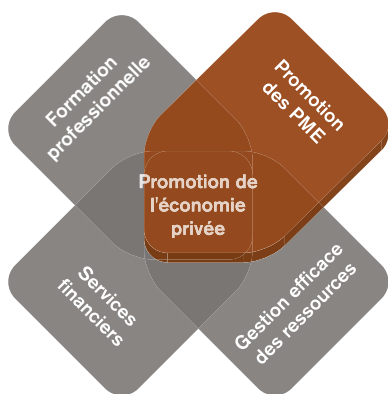 Formation
professionnelle
Promotion
des PME
Promotion de
l'économie
privée
Services
financiers
Gestion efficace
des ressources